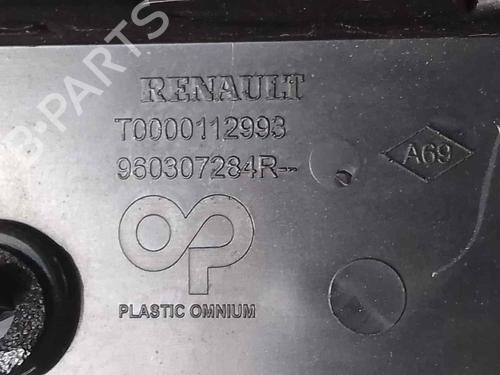 RENAULT
T0000112993
960307284R--
A69
PLASTIC OMNIUM
B-PARTS